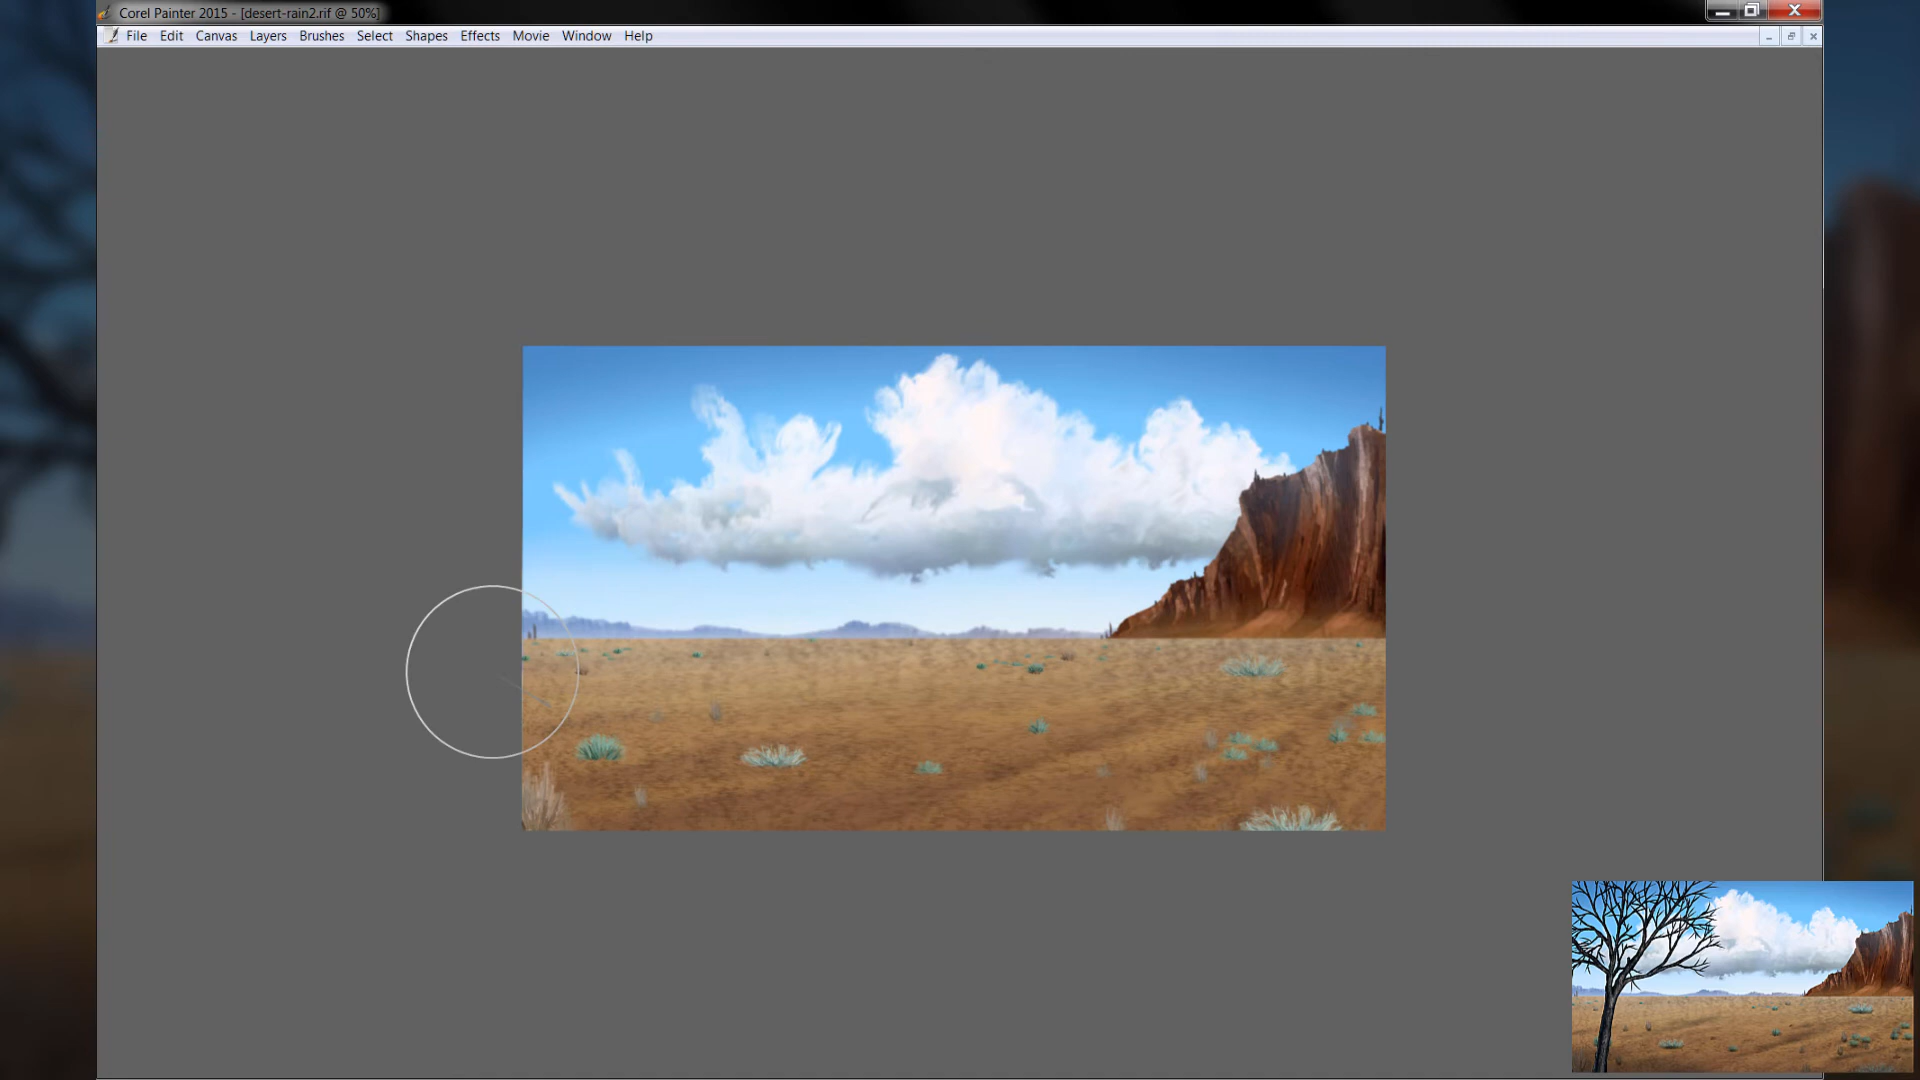 Corel Painter 2015 - [desert-rain2.rif @ 50%]
File Edit Canvas Layers Brushes Select Shapes Effects Movie Window Help